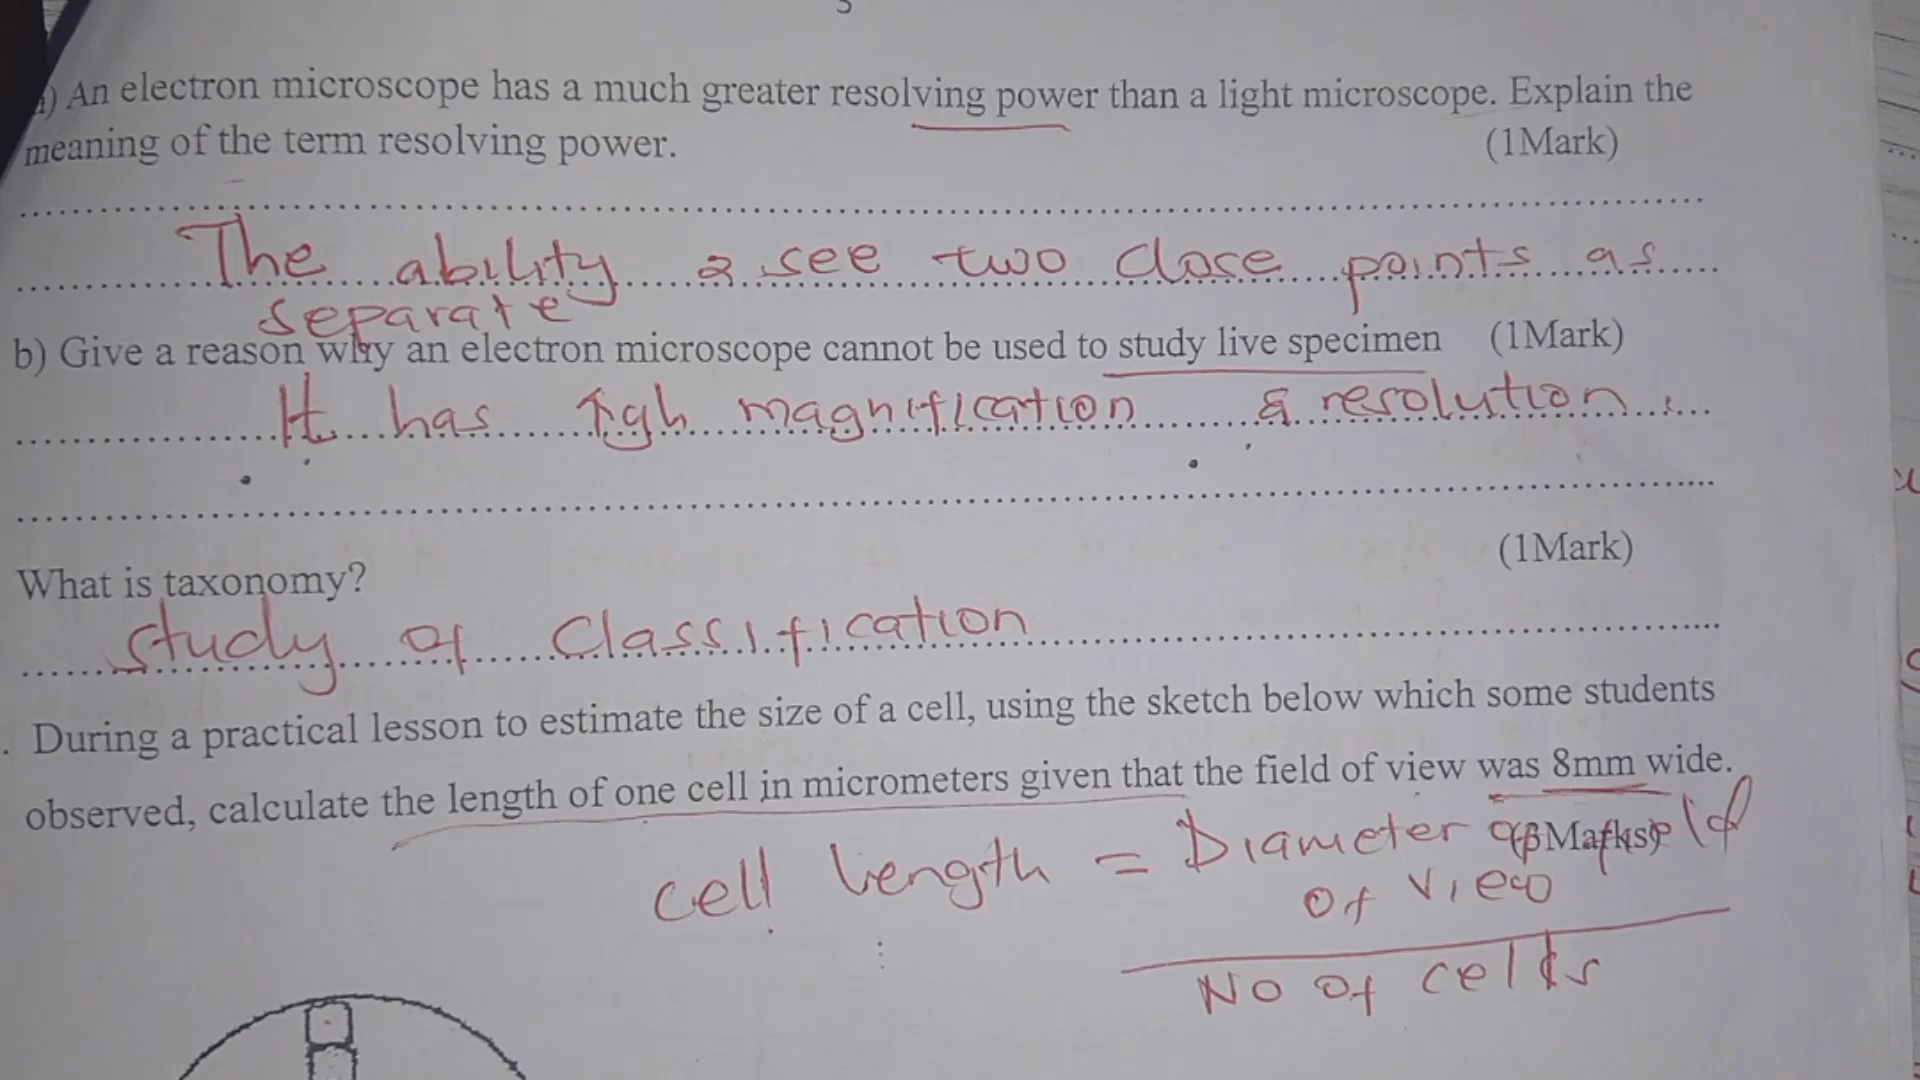 a) An electron microscope has a much greater resolving power than a light microscope. Explain the
meaning of the term resolving power. (1Mark)
The ability 2 see two close points as
separate
b) Give a reason why an electron microscope cannot be used to study live specimen (1Mark)
It has high magnification & resolution.
(1Mark)
What is taxonomy?
study of Classification
. During a practical lesson to estimate the size of a cell, using the sketch below which some students
observed, calculate the length of one cell in micrometers given that the field of view was 8mm wide.
(3Marks)
cell length = Diameter of field
of view
No of cells